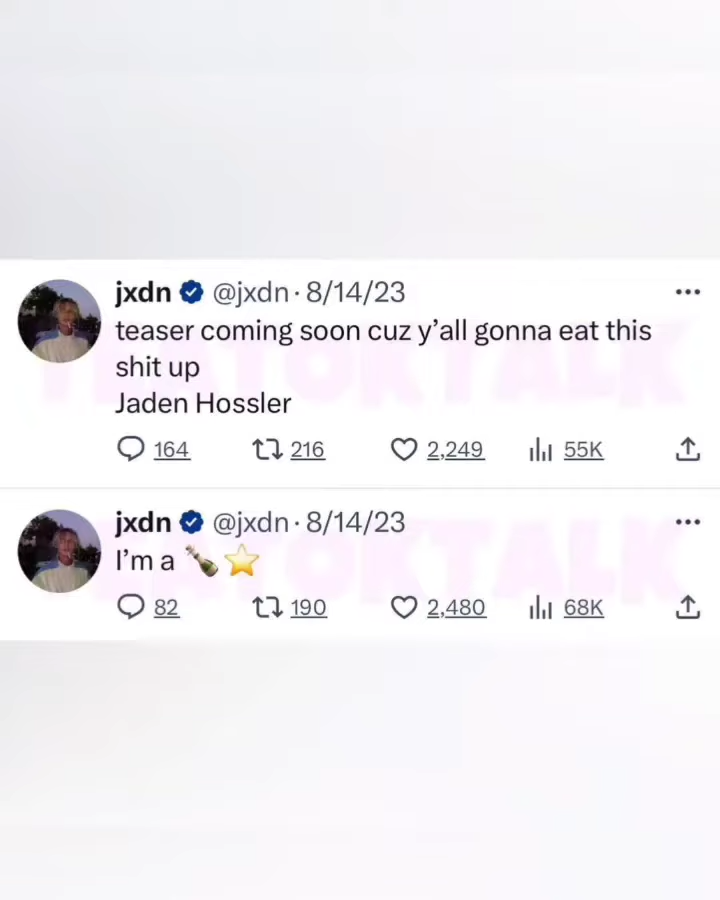 jxdn @jxdn · 8/14/23
teaser coming soon cuz y’all gonna eat this
shit up
Jaden Hossler
164 216 2,249 55K
jxdn @jxdn · 8/14/23
I’m a 🍾⭐
82 190 2,480 68K